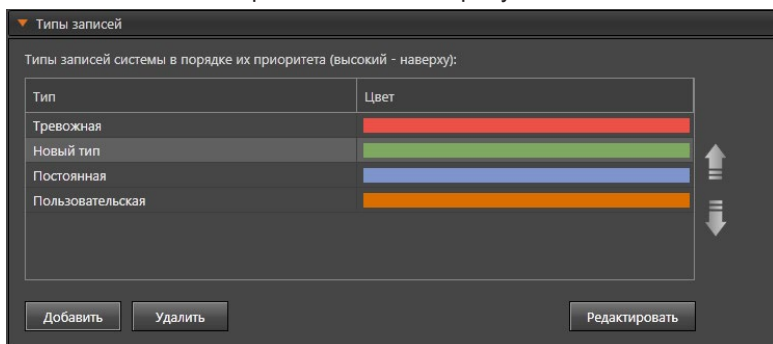 Типы записей
Типы записей системы в порядке их приоритета (высокий - наверху):
Тип Цвет
Тревожная
Новый тип
Постоянная
Пользовательская
Добавить Удалить Редактировать